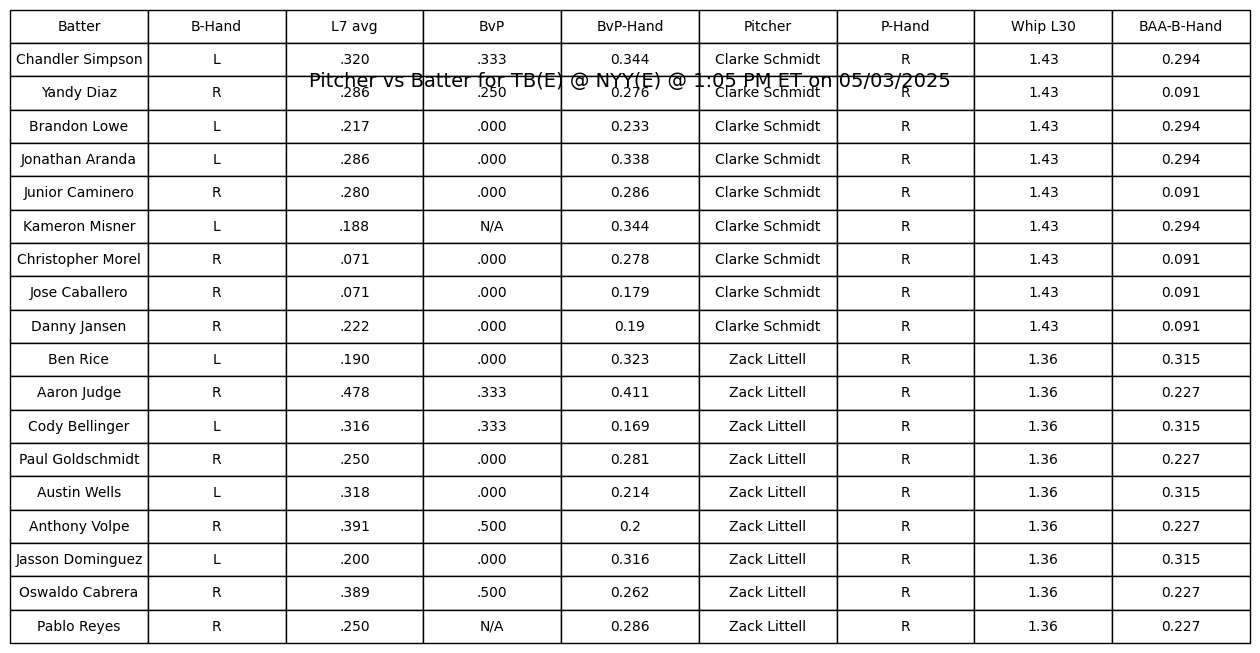 Batter B-Hand L7 avg BvP BvP-Hand Pitcher P-Hand Whip L30 BAA-B-Hand
Chandler Simpson L .320 .333 0.344 Clarke Schmidt R 1.43 0.294
Pitcher vs Batter for TB(E) @ NYY(E) @ 1:05 PM ET on 05/03/2025
Yandy Diaz R .286 .250 0.276 Clarke Schmidt R 1.43 0.091
Brandon Lowe L .217 .000 0.233 Clarke Schmidt R 1.43 0.294
Jonathan Aranda L .286 .000 0.338 Clarke Schmidt R 1.43 0.294
Junior Caminero R .280 .000 0.286 Clarke Schmidt R 1.43 0.091
Kameron Misner L .188 N/A 0.344 Clarke Schmidt R 1.43 0.294
Christopher Morel R .071 .000 0.278 Clarke Schmidt R 1.43 0.091
Jose Caballero R .071 .000 0.179 Clarke Schmidt R 1.43 0.091
Danny Jansen R .222 .000 0.19 Clarke Schmidt R 1.43 0.091
Ben Rice L .190 .000 0.323 Zack Littell R 1.36 0.315
Aaron Judge R .478 .333 0.411 Zack Littell R 1.36 0.227
Cody Bellinger L .316 .333 0.169 Zack Littell R 1.36 0.315
Paul Goldschmidt R .250 .000 0.281 Zack Littell R 1.36 0.227
Austin Wells L .318 .000 0.214 Zack Littell R 1.36 0.315
Anthony Volpe R .391 .500 0.2 Zack Littell R 1.36 0.227
Jasson Dominguez L .200 .000 0.316 Zack Littell R 1.36 0.315
Oswaldo Cabrera R .389 .500 0.262 Zack Littell R 1.36 0.227
Pablo Reyes R .250 N/A 0.286 Zack Littell R 1.36 0.227